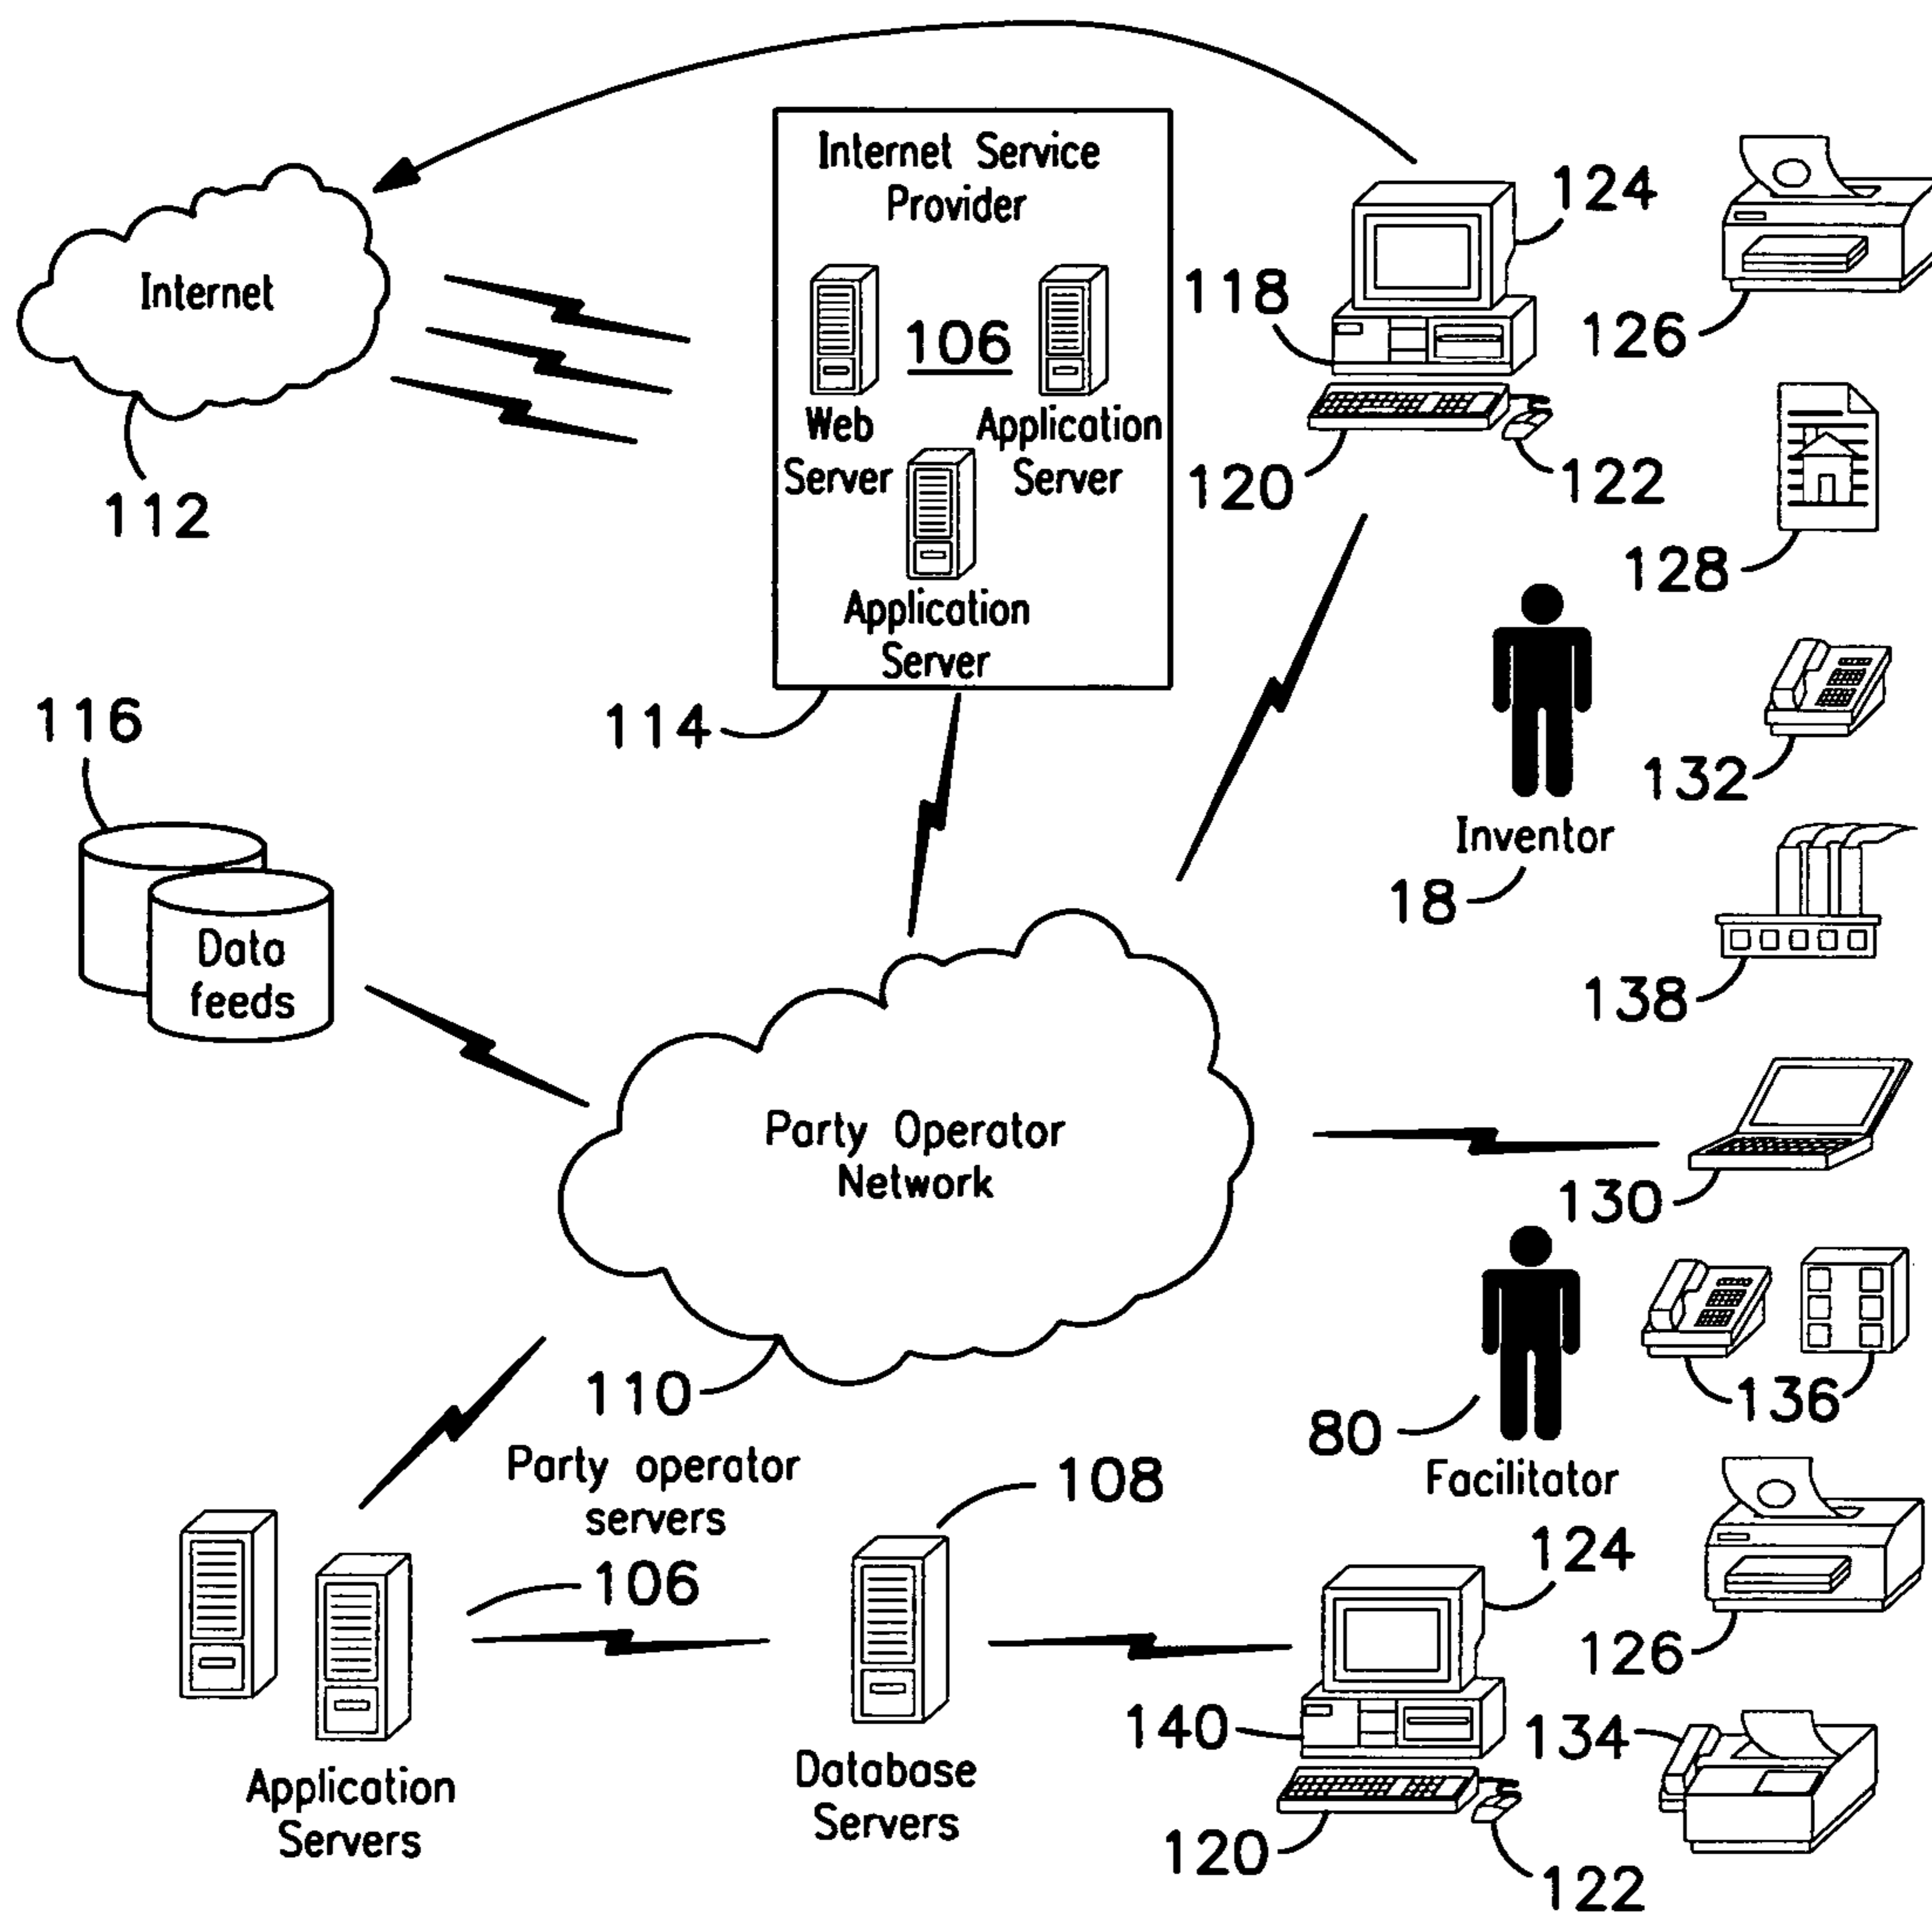 Internet Service
Provider
124
Internet
118
106
126
Web
Server
Application
Server
120
122
112
128
Application
Server
116
114
132
Inventor
18
138
Data
feeds
Party Operator
Network
130
110
136
80
Facilitator
Party operator
servers
108
106
124
126
140
134
Application
Servers
Database
Servers
120
122